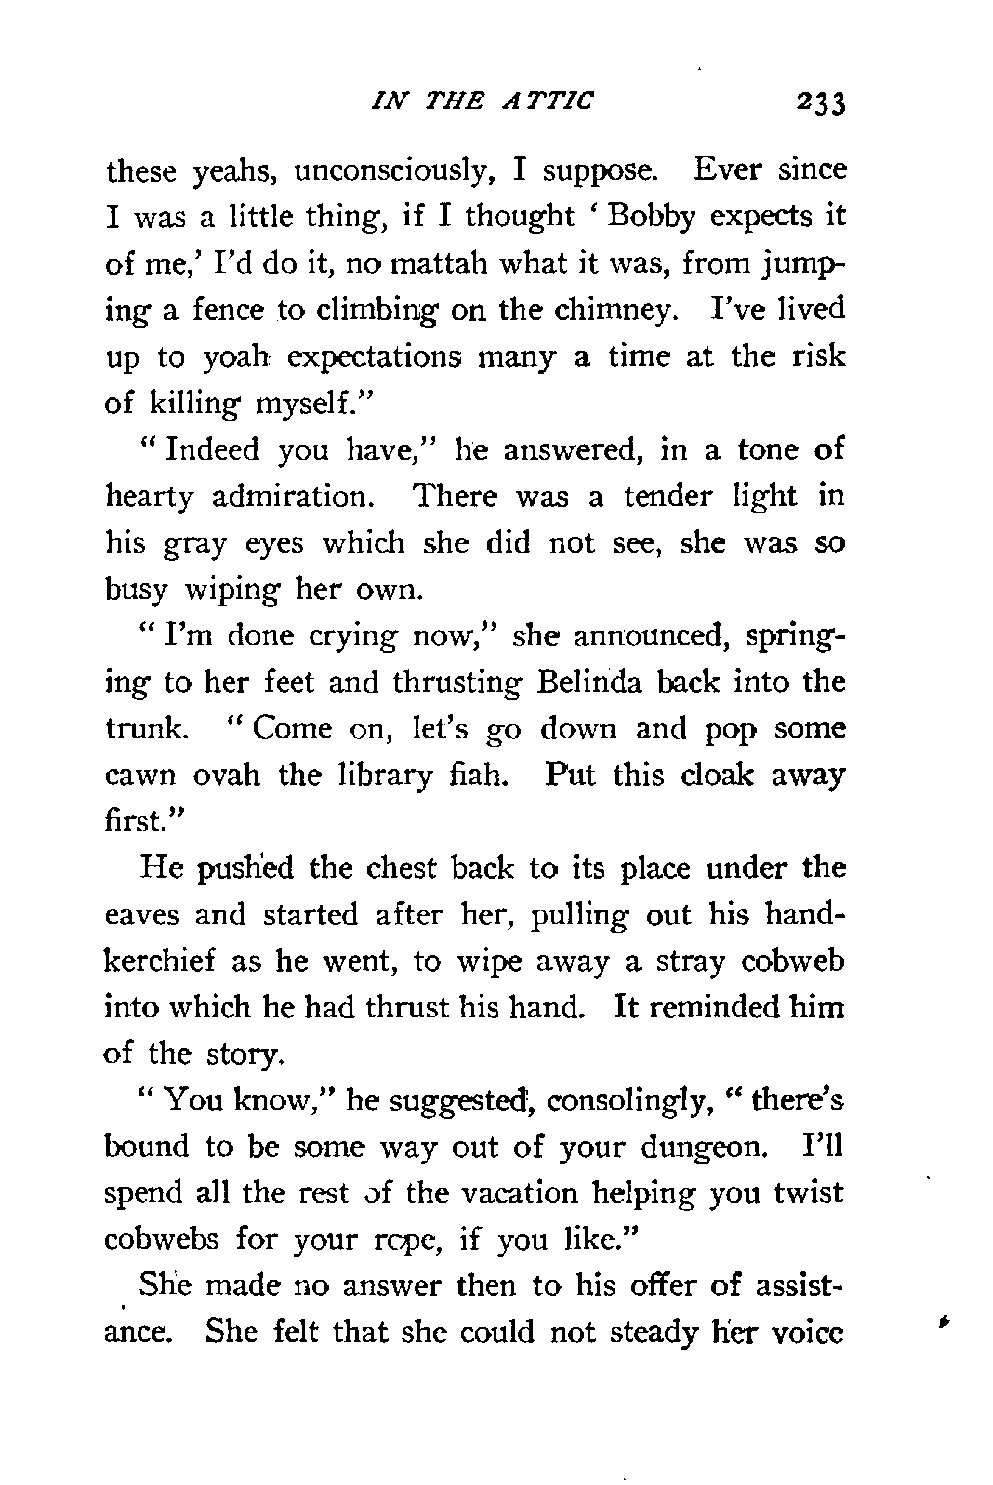 IN THE ATTIC 233
these yeahs, unconsciously, I suppose. Ever since
I was a little thing, if I thought ‘ Bobby expects it
of me,’ I’d do it, no mattah what it was, from jump-
ing a fence to climbing on the chimney. I’ve lived
up to yoah expectations many a time at the risk
of killing myself.”
“ Indeed you have,” he answered, in a tone of
hearty admiration. There was a tender light in
his gray eyes which she did not see, she was so
busy wiping her own.
“ I’m done crying now,” she announced, spring-
ing to her feet and thrusting Belinda back into the
trunk. “ Come on, let’s go down and pop some
cawn ovah the library fiah. Put this cloak away
first.”
He pushed the chest back to its place under the
eaves and started after her, pulling out his hand-
kerchief as he went, to wipe away a stray cobweb
into which he had thrust his hand. It reminded him
of the story.
“ You know,” he suggested, consolingly, “ there’s
bound to be some way out of your dungeon. I’ll
spend all the rest of the vacation helping you twist
cobwebs for your rope, if you like.”
She made no answer then to his offer of assist-
ance. She felt that she could not steady her voice